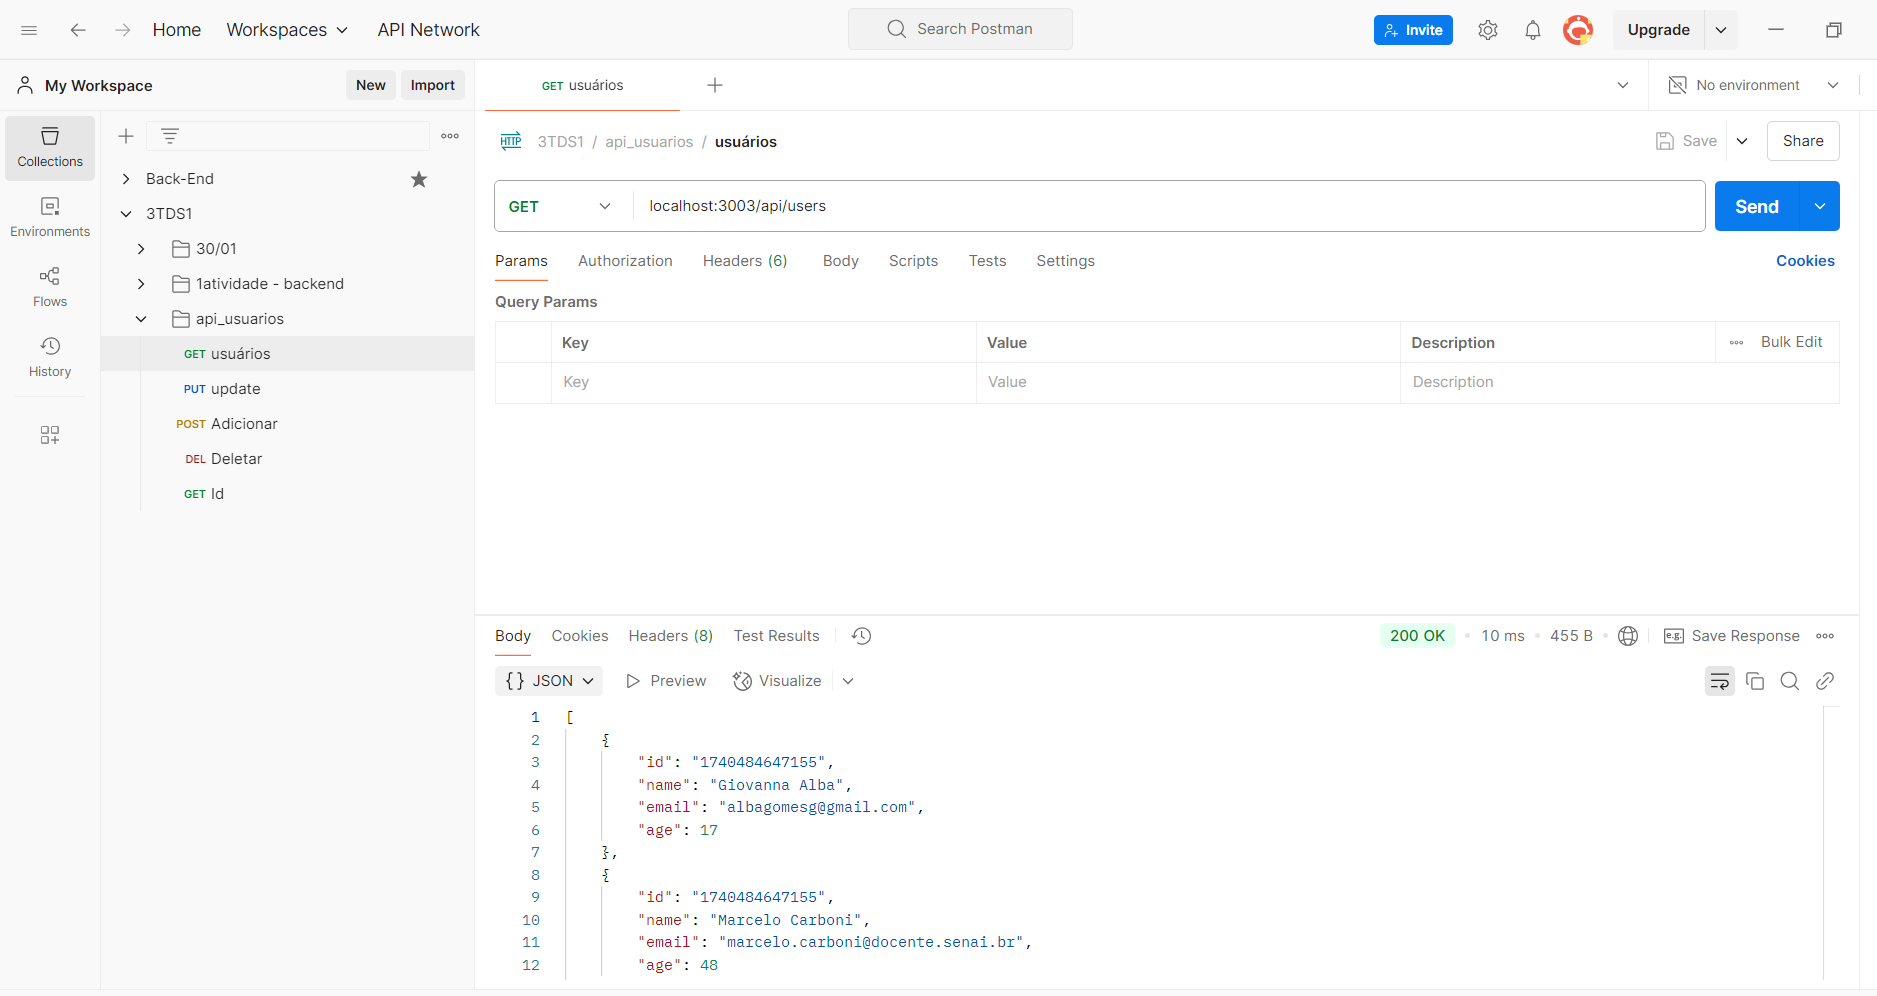 Home Workspaces API Network Search Postman Invite Upgrade
My Workspace New Import GET usuários No environment
Collections
Environments
Flows
History
Back-End
3TDS1
30/01
1atividade - backend
api_usuarios
GET usuários
PUT update
POST Adicionar
DEL Deletar
GET Id
HTTP 3TDS1 / api_usuarios / usuários Save Share
GET localhost:3003/api/users Send
Params Authorization Headers (6) Body Scripts Tests Settings Cookies
Query Params
Key Value Description Bulk Edit
Key Value Description
Body Cookies Headers (8) Test Results 200 OK • 10 ms • 455 B • e.g. Save Response
{} JSON Preview Visualize
1 [
2 {
3 "id": "1740484647155",
4 "name": "Giovanna Alba",
5 "email": "albagomesg@gmail.com",
6 "age": 17
7 },
8 {
9 "id": "1740484647155",
10 "name": "Marcelo Carboni",
11 "email": "marcelo.carboni@docente.senai.br",
12 "age": 48